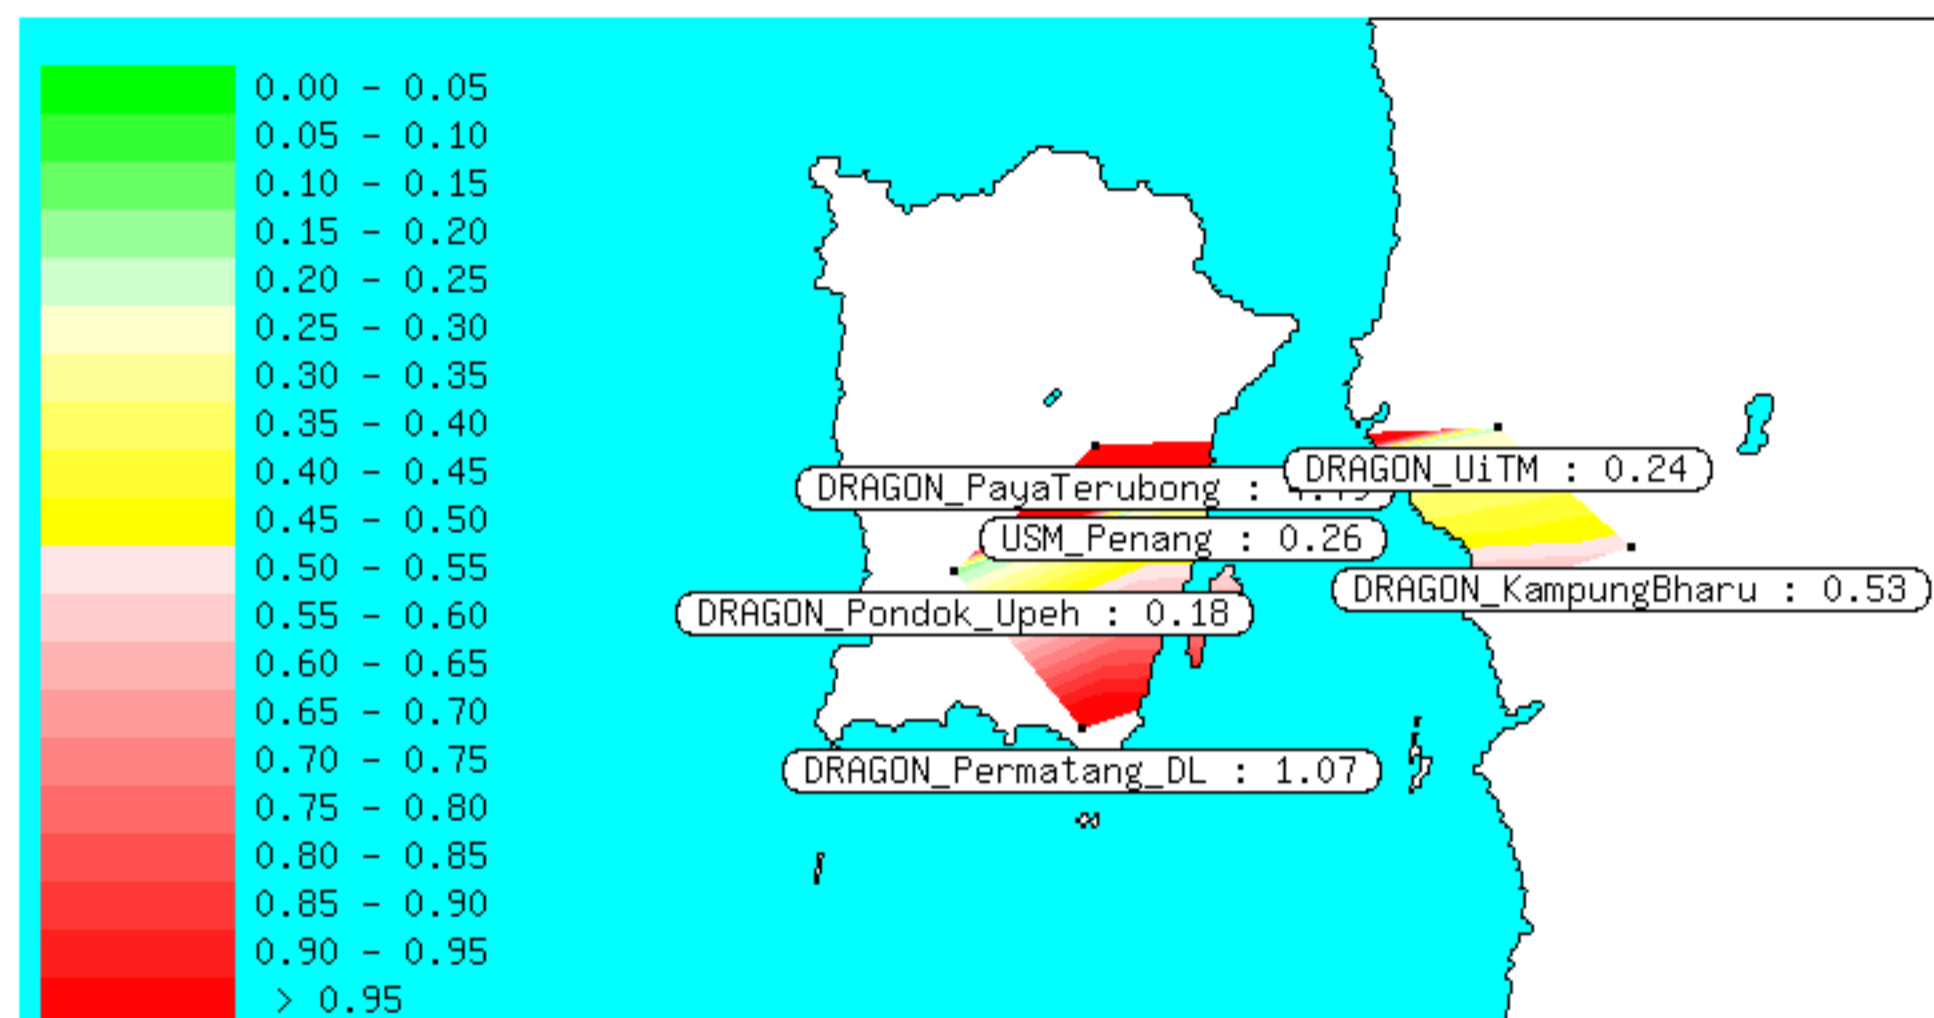 0.00 - 0.05
0.05 - 0.10
0.10 - 0.15
0.15 - 0.20
0.20 - 0.25
0.25 - 0.30
0.30 - 0.35
0.35 - 0.40
0.40 - 0.45
0.45 - 0.50
0.50 - 0.55
0.55 - 0.60
0.60 - 0.65
0.65 - 0.70
0.70 - 0.75
0.75 - 0.80
0.80 - 0.85
0.85 - 0.90
0.90 - 0.95
> 0.95
DRAGON_UiTM : 0.24
DRAGON_PayaTerubong :
USM_Penang : 0.26
DRAGON_KampungBharu : 0.53
DRAGON_Pondok_Upeh : 0.18
DRAGON_Permatang_DL : 1.07